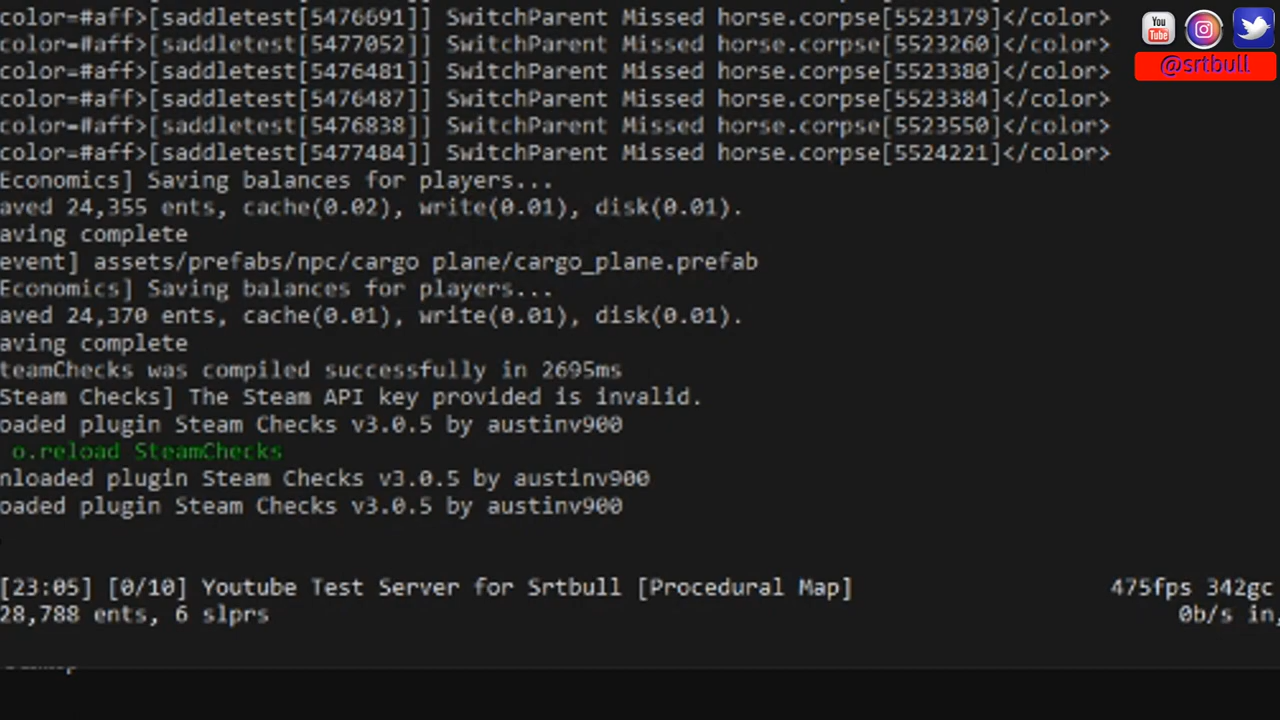 You
Tube
@srtbull
color=#aff>[saddletest[5476691]] SwitchParent Missed horse.corpse[5523179]</color>
color=#aff>[saddletest[5477052]] SwitchParent Missed horse.corpse[5523260]</color>
color=#aff>[saddletest[5476481]] SwitchParent Missed horse.corpse[5523380]</color>
color=#aff>[saddletest[5476487]] SwitchParent Missed horse.corpse[5523384]</color>
color=#aff>[saddletest[5476838]] SwitchParent Missed horse.corpse[5523550]</color>
color=#aff>[saddletest[5477484]] SwitchParent Missed horse.corpse[5524221]</color>
Economics] Saving balances for players...
aved 24,355 ents, cache(0.02), write(0.01), disk(0.01).
aving complete
event] assets/prefabs/npc/cargo plane/cargo_plane.prefab
Economics] Saving balances for players...
aved 24,370 ents, cache(0.01), write(0.01), disk(0.01).
aving complete
teamChecks was compiled successfully in 2695ms
Steam Checks] The Steam API key provided is invalid.
oaded plugin Steam Checks v3.0.5 by austinv900
o.reload SteamChecks
nloaded plugin Steam Checks v3.0.5 by austinv900
oaded plugin Steam Checks v3.0.5 by austinv900
[23:05] [0/10] Youtube Test Server for Srtbull [Procedural Map] 475fps 342gc
28,788 ents, 6 slprs 0b/s in,